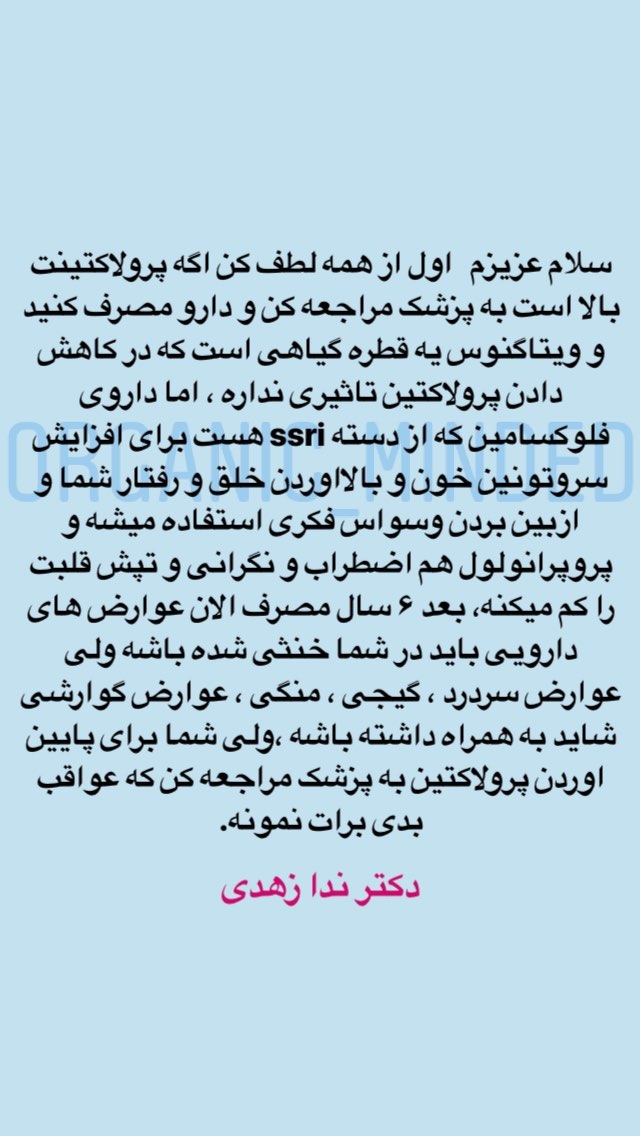 سلام عزیزم اول از همه لطف کن اگه پرولاکتینت
بالا است به پزشک مراجعه کن و دارو مصرف کنید
و ویتاگنوس یه قطره گیاهی است که در کاهش
دادن پرولاکتین تاثیری نداره ، اما داروی
فلوکسامین که از دسته ssri هست برای افزایش
سروتونین خون و بالااوردن خلق و رفتار شما و
ازبین بردن وسواس فکری استفاده میشه و
پروپرانولول هم اضطراب و نگرانی و تپش قلبت
را کم میکنه، بعد ۶ سال مصرف الان عوارض های
دارویی باید در شما خنثی شده باشه ولی
عوارض سردرد ، گیجی ، منگی ، عوارض گوارشی
شاید به همراه داشته باشه ،ولی شما برای پایین
اوردن پرولاکتین به پزشک مراجعه کن که عواقب
بدی برات نمونه.
دکتر ندا زهدی
ORGANIC_MINDED